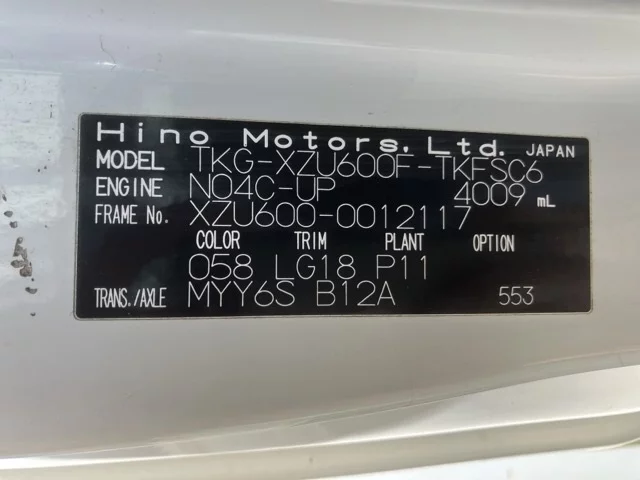 Hino Motors, Ltd. JAPAN
MODEL TKG-XZU600F-TKFSC6
ENGINE N04C-UP 4009 mL
FRAME No. XZU600-0012117
COLOR TRIM PLANT OPTION
058 LG18 P11
TRANS./AXLE MYY6S B12A 553